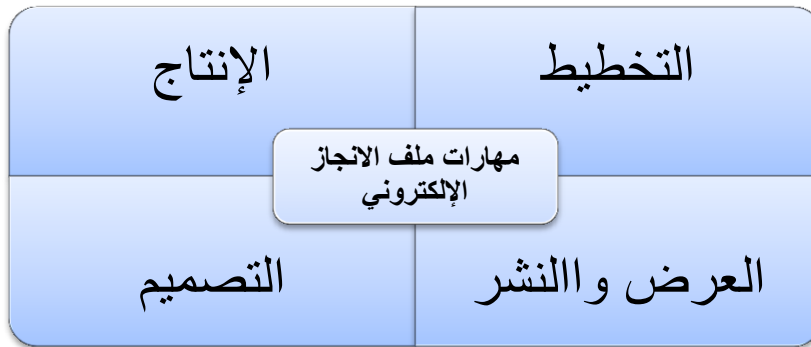 التخطيط
الإنتاج
مهارات ملف الانجاز
الإلكتروني
العرض واالنشر
التصميم